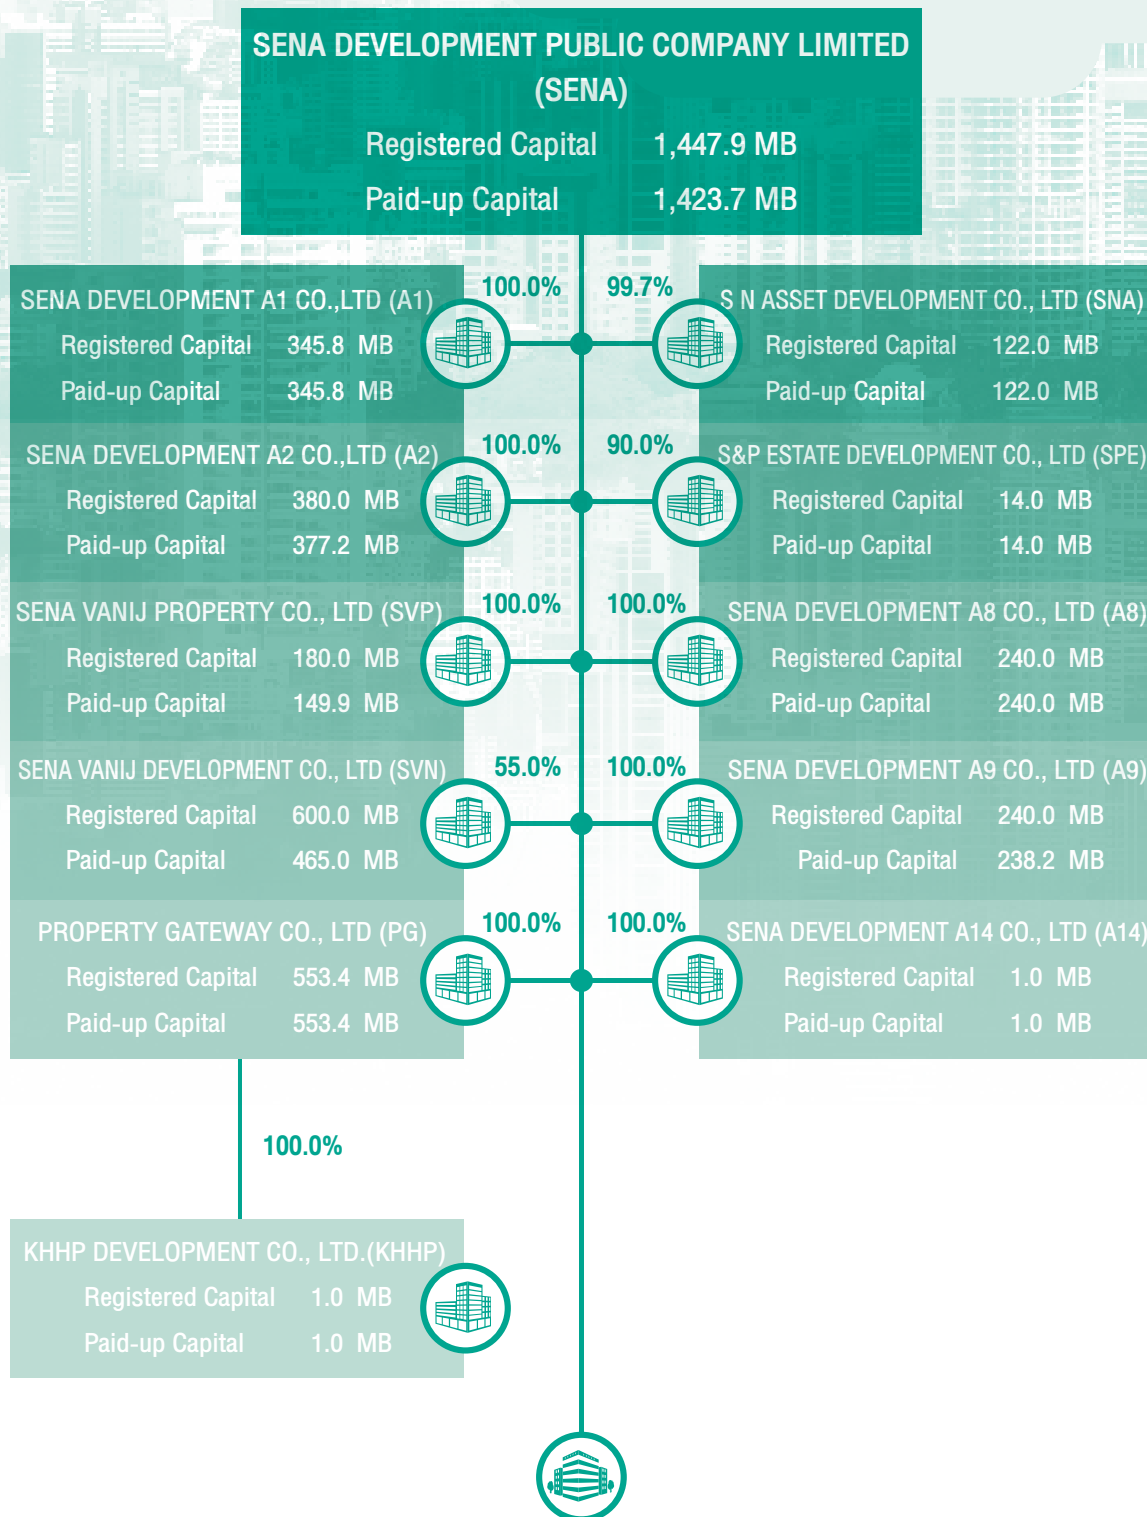 SENA DEVELOPMENT PUBLIC COMPANY LIMITED
(SENA)
Registered Capital 1,447.9 MB
Paid-up Capital 1,423.7 MB
100.0%
SENA DEVELOPMENT A1 CO.,LTD (A1)
Registered Capital 345.8 MB
Paid-up Capital 345.8 MB
99.7%
S N ASSET DEVELOPMENT CO., LTD (SNA)
Registered Capital 122.0 MB
Paid-up Capital 122.0 MB
100.0%
SENA DEVELOPMENT A2 CO.,LTD (A2)
Registered Capital 380.0 MB
Paid-up Capital 377.2 MB
90.0%
S&P ESTATE DEVELOPMENT CO., LTD (SPE)
Registered Capital 14.0 MB
Paid-up Capital 14.0 MB
100.0%
SENA VANIJ PROPERTY CO., LTD (SVP)
Registered Capital 180.0 MB
Paid-up Capital 149.9 MB
100.0%
SENA DEVELOPMENT A8 CO., LTD (A8)
Registered Capital 240.0 MB
Paid-up Capital 240.0 MB
55.0%
SENA VANIJ DEVELOPMENT CO., LTD (SVN)
Registered Capital 600.0 MB
Paid-up Capital 465.0 MB
100.0%
SENA DEVELOPMENT A9 CO., LTD (A9)
Registered Capital 240.0 MB
Paid-up Capital 238.2 MB
100.0%
PROPERTY GATEWAY CO., LTD (PG)
Registered Capital 553.4 MB
Paid-up Capital 553.4 MB
100.0%
SENA DEVELOPMENT A14 CO., LTD (A14)
Registered Capital 1.0 MB
Paid-up Capital 1.0 MB
100.0%
KHHP DEVELOPMENT CO., LTD.(KHHP)
Registered Capital 1.0 MB
Paid-up Capital 1.0 MB